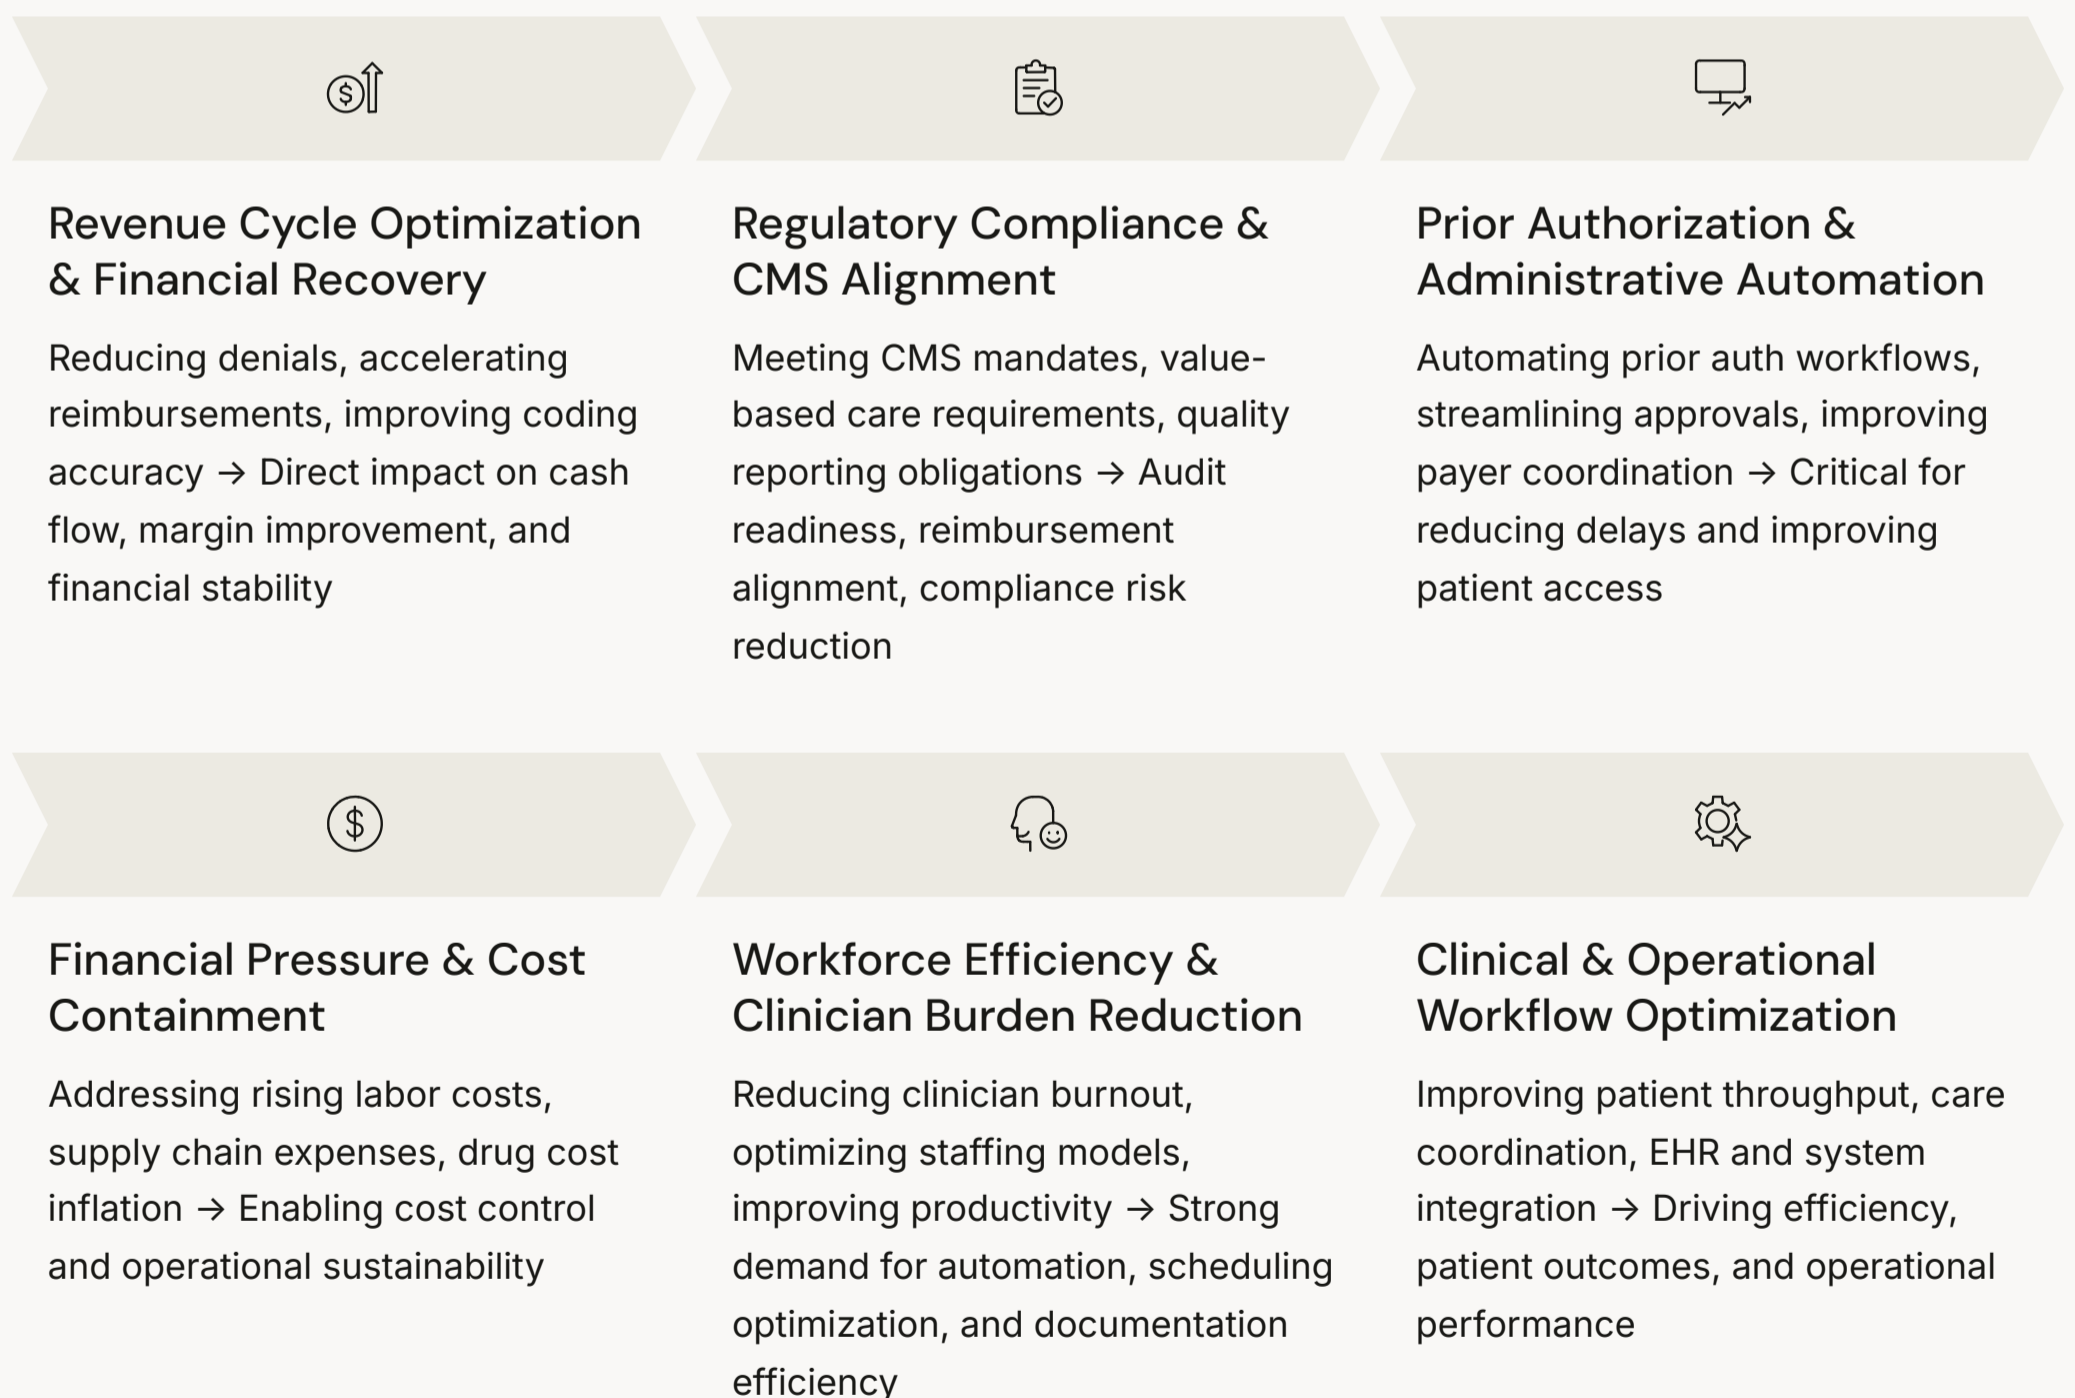 Revenue Cycle Optimization
& Financial Recovery
Reducing denials, accelerating
reimbursements, improving coding
accuracy → Direct impact on cash
flow, margin improvement, and
financial stability
Regulatory Compliance &
CMS Alignment
Meeting CMS mandates, value-
based care requirements, quality
reporting obligations → Audit
readiness, reimbursement
alignment, compliance risk
reduction
Prior Authorization &
Administrative Automation
Automating prior auth workflows,
streamlining approvals, improving
payer coordination → Critical for
reducing delays and improving
patient access
Financial Pressure & Cost
Containment
Addressing rising labor costs,
supply chain expenses, drug cost
inflation → Enabling cost control
and operational sustainability
Workforce Efficiency &
Clinician Burden Reduction
Reducing clinician burnout,
optimizing staffing models,
improving productivity → Strong
demand for automation, scheduling
optimization, and documentation
efficiency
Clinical & Operational
Workflow Optimization
Improving patient throughput, care
coordination, EHR and system
integration → Driving efficiency,
patient outcomes, and operational
performance